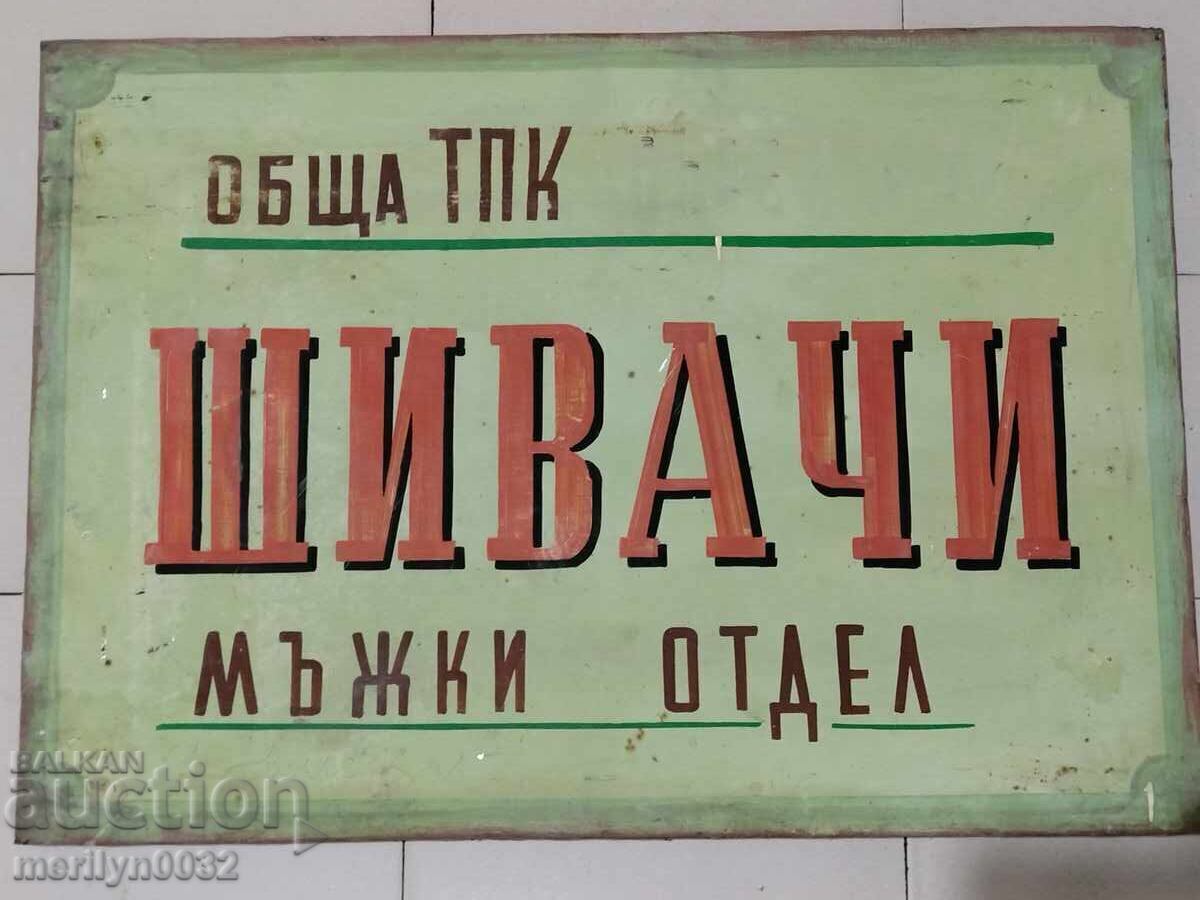 ОБЩА ТПК
ШИВАЧИ
МЪЖКИ ОТДЕЛ
BALKAN
auction
merilyn0032